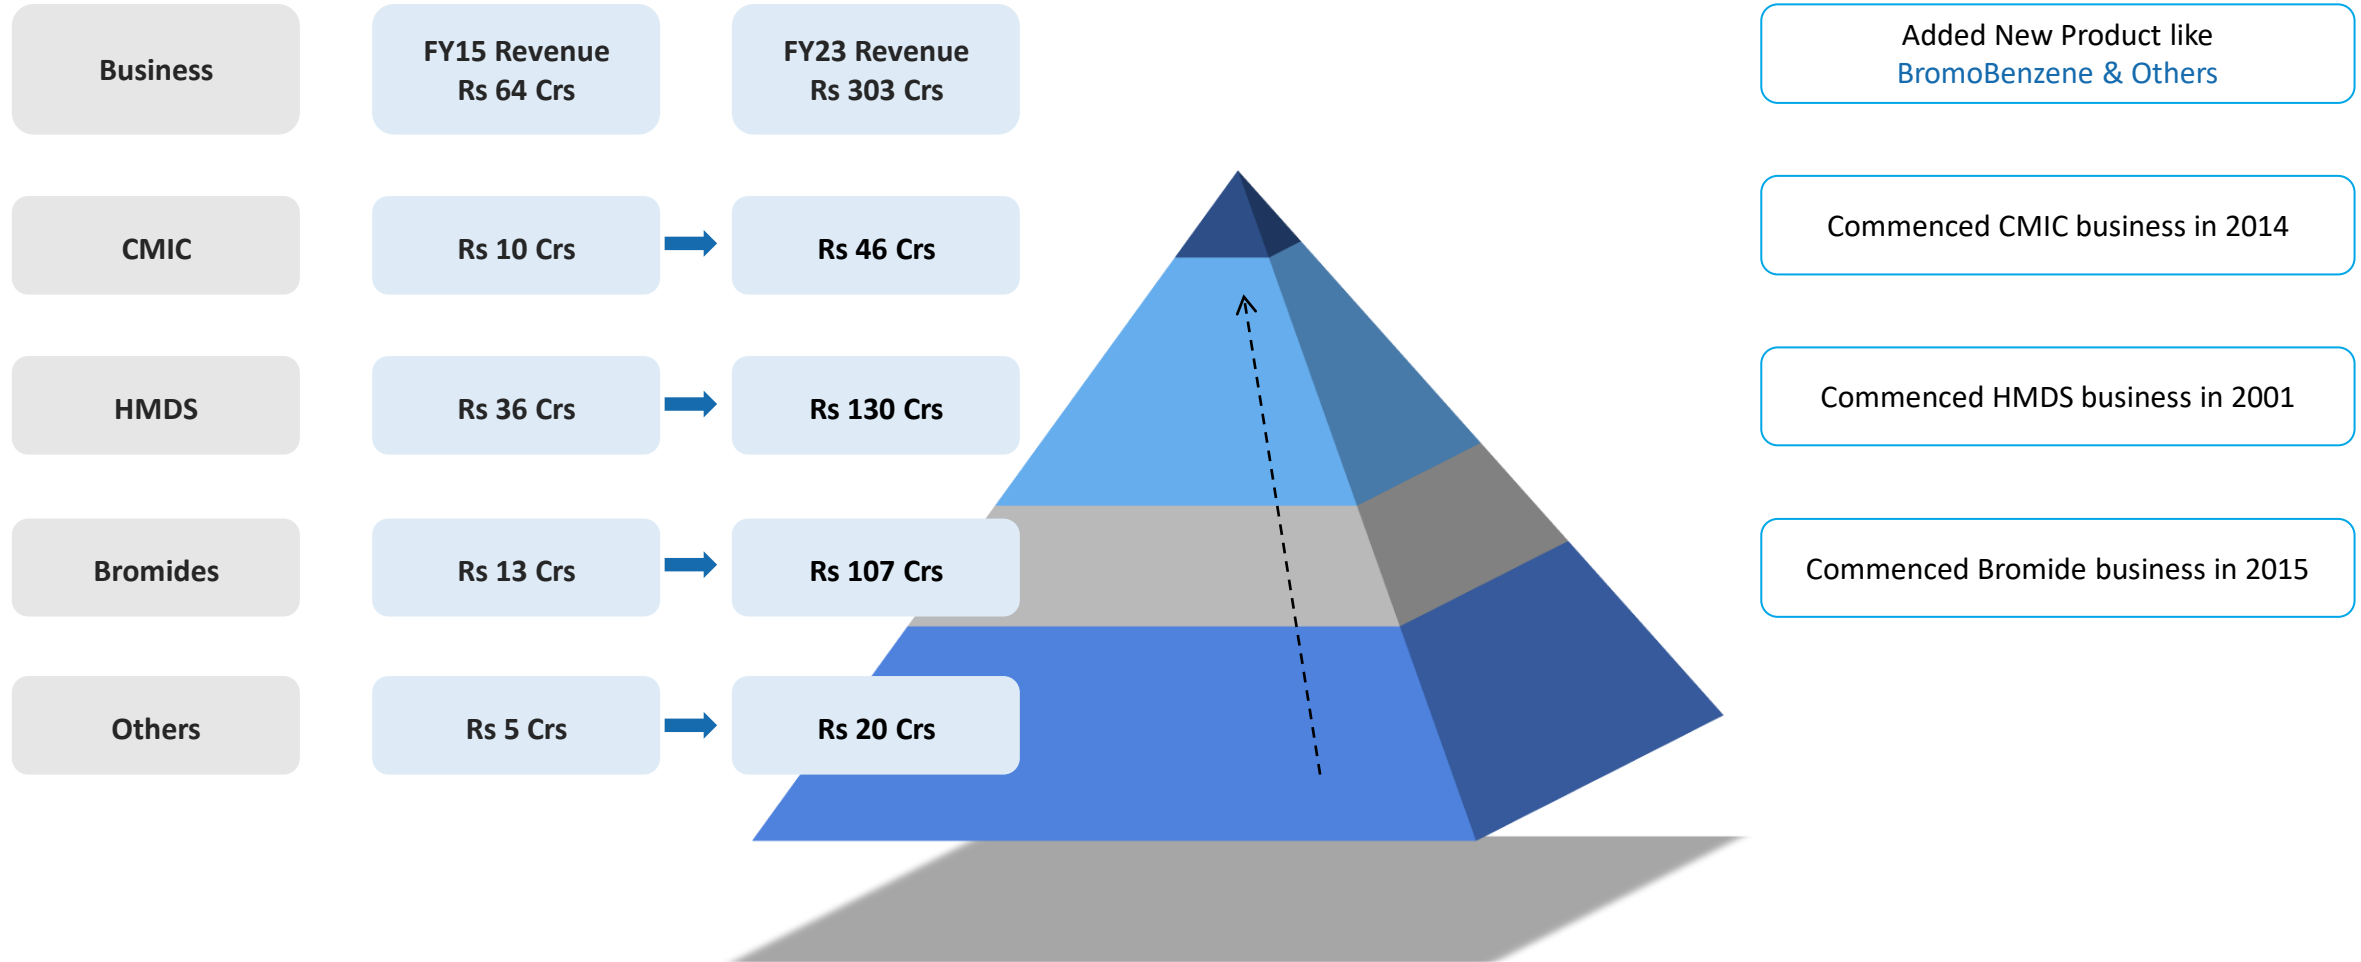 Business
FY15 Revenue
Rs 64 Crs
FY23 Revenue
Rs 303 Crs
Added New Product like
BromoBenzene & Others
CMIC
Rs 10 Crs
Rs 46 Crs
Commenced CMIC business in 2014
HMDS
Rs 36 Crs
Rs 130 Crs
Commenced HMDS business in 2001
Bromides
Rs 13 Crs
Rs 107 Crs
Commenced Bromide business in 2015
Others
Rs 5 Crs
Rs 20 Crs